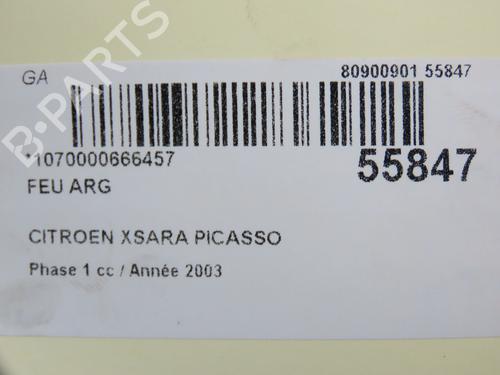 GA
80900901 55847
*1070000666457
55847
FEU ARG
CITROEN XSARA PICASSO
Phase 1 cc / Année 2003
B-PARTS